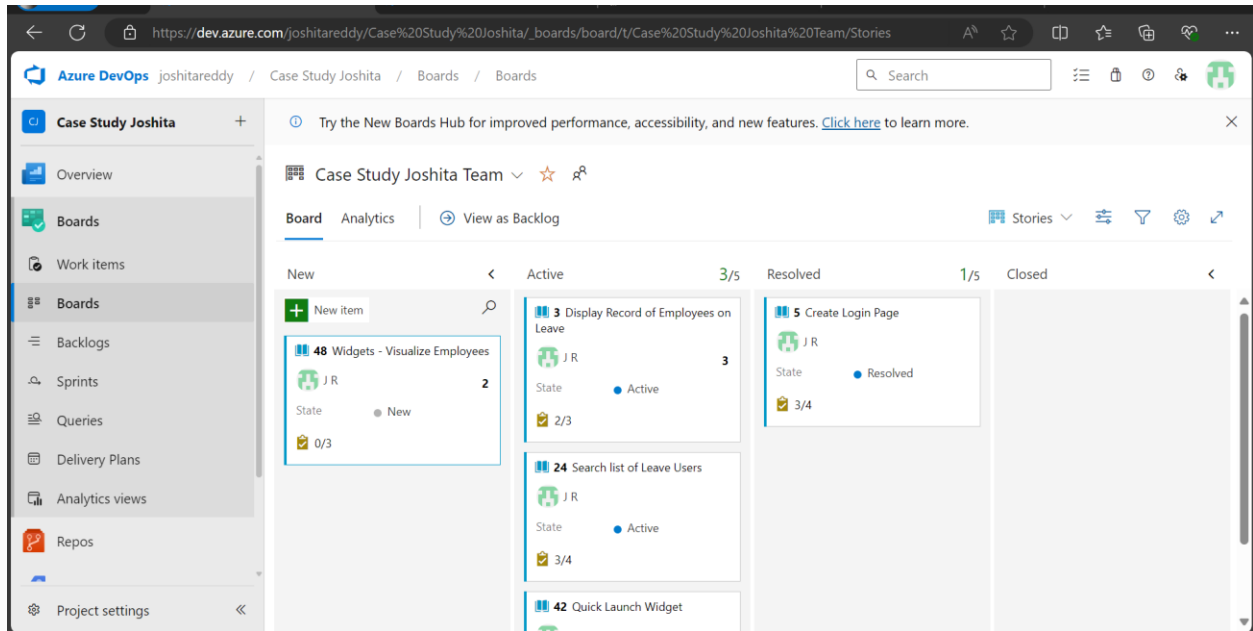 https://dev.azure.com/joshitareddy/Case%20Study%20Joshita/_boards/board/t/Case%20Study%20Joshita%20Team/Stories
Azure DevOps joshitareddy / Case Study Joshita / Boards / Boards
Search
CJ Case Study Joshita
Try the New Boards Hub for improved performance, accessibility, and new features. Click here to learn more.
Overview
Boards
Work items
Boards
Backlogs
Sprints
Queries
Delivery Plans
Analytics views
Repos
Project settings
Case Study Joshita Team
Board Analytics View as Backlog
Stories
New
New item
48 Widgets - Visualize Employees
J R
2
State New
0/3
Active 3/5
3 Display Record of Employees on
Leave
J R
3
State Active
2/3
24 Search list of Leave Users
J R
State Active
3/4
42 Quick Launch Widget
Resolved 1/5
5 Create Login Page
J R
State Resolved
3/4
Closed